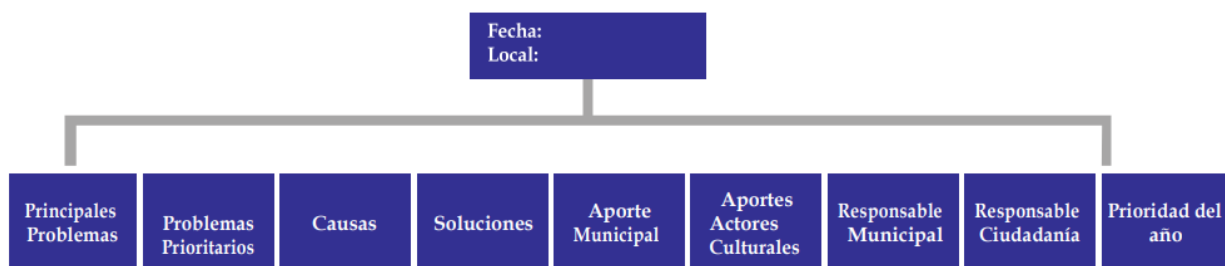 Fecha:
Local:
Principales
Problemas
Problemas
Prioritarios
Causas
Soluciones
Aporte
Municipal
Aportes
Actores
Culturales
Responsable
Municipal
Responsable
Ciudadanía
Prioridad del
año